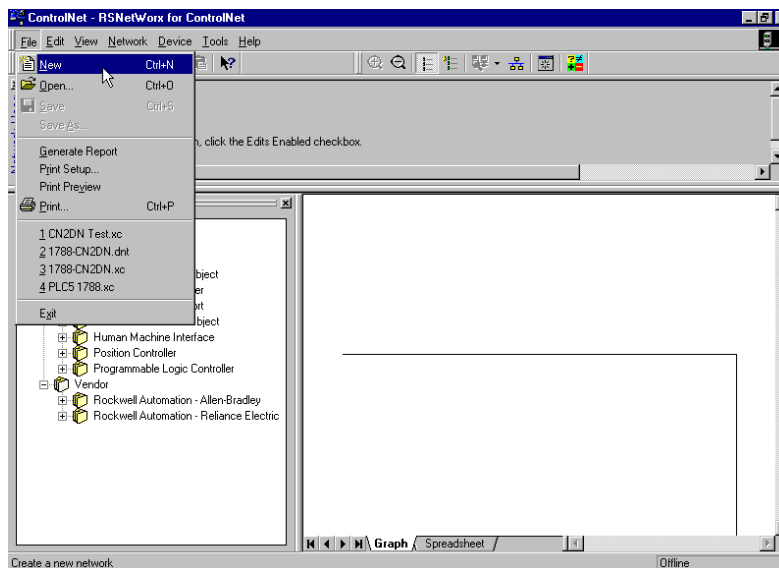 ControlNet - RSNetWorx for ControlNet
File Edit View Network Device Tools Help
New Ctrl+N
Open... Ctrl+O
Save Ctrl+S
Save As...
n, click the Edits Enabled checkbox.
Generate Report
Print Setup...
Print Preview
Print... Ctrl+P
1 CN2DN Test.xc
2 1788-CN2DN.dnt
3 1788-CN2DN.xc
4 PLC5 1788.xc
Exit
bject
er
ort
bject
Human Machine Interface
Position Controller
Programmable Logic Controller
Vendor
Rockwell Automation - Allen-Bradley
Rockwell Automation - Reliance Electric
Graph Spreadsheet
Create a new network Offline